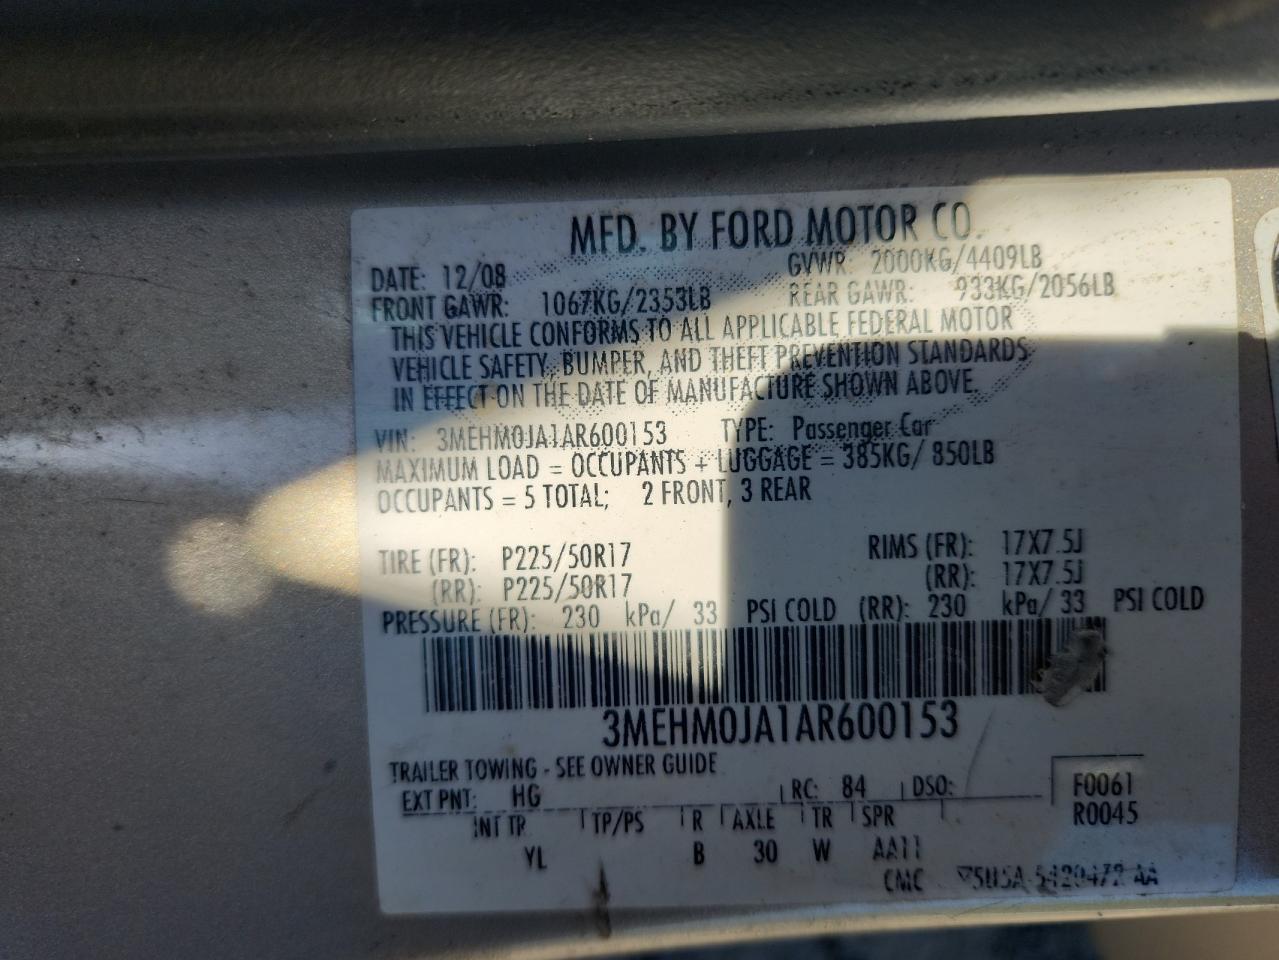 MFD. BY FORD MOTOR CO.
DATE: 12/08 GVWR: 2000KG/4409LB
FRONT GAWR: 1067KG/2353LB REAR GAWR: 933KG/2056LB
THIS VEHICLE CONFORMS TO ALL APPLICABLE FEDERAL MOTOR
VEHICLE SAFETY, BUMPER, AND THEFT PREVENTION STANDARDS
IN EFFECT ON THE DATE OF MANUFACTURE SHOWN ABOVE.
VIN: 3MEHM0JA1AR600153 TYPE: Passenger Car
MAXIMUM LOAD = OCCUPANTS + LUGGAGE = 385KG/ 850LB
OCCUPANTS = 5 TOTAL; 2 FRONT, 3 REAR
TIRE (FR): P225/50R17 RIMS (FR): 17X7.5J
(RR): P225/50R17 (RR): 17X7.5J
PRESSURE (FR): 230 kPa/ 33 PSI COLD (RR): 230 kPa/ 33 PSI COLD
3MEHM0JA1AR600153
TRAILER TOWING - SEE OWNER GUIDE
EXT PNT: HG RC: 84 DSO: F0061
INT TR TP/PS R AXLE TR SPR R0045
YL B 30 W AA11
CMC